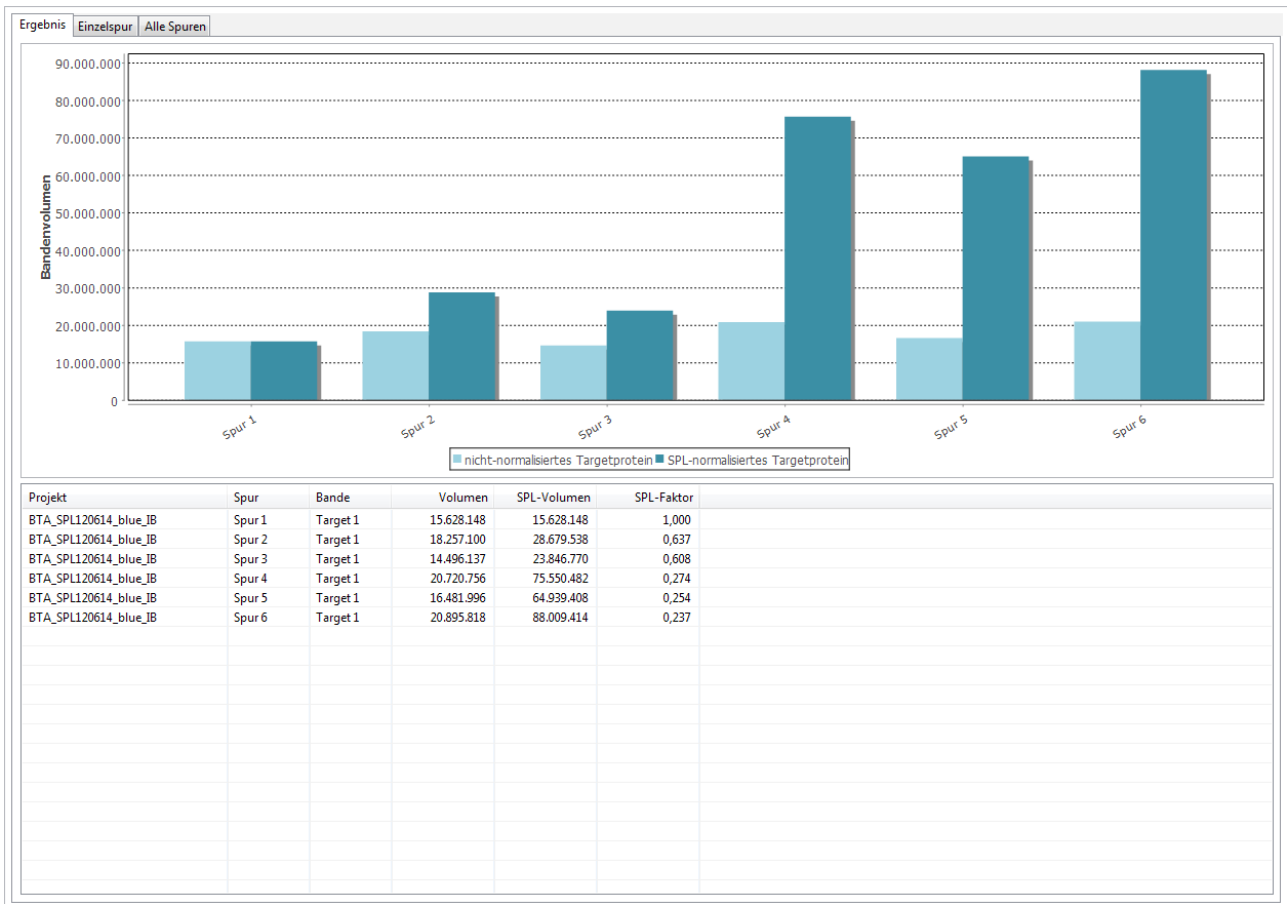 Ergebnis Einzelspur Alle Spuren
90.000.000
80.000.000
70.000.000
60.000.000
50.000.000
40.000.000
30.000.000
20.000.000
10.000.000
0
Bandenvolumen
Spur 1 Spur 2 Spur 3 Spur 4 Spur 5 Spur 6
nicht-normalisiertes Targetprotein SPL-normalisiertes Targetprotein
Projekt Spur Bande Volumen SPL-Volumen SPL-Faktor
BTA_SPL120614_blue_IB Spur 1 Target 1 15.628.148 15.628.148 1,000
BTA_SPL120614_blue_IB Spur 2 Target 1 18.257.100 28.679.538 0,637
BTA_SPL120614_blue_IB Spur 3 Target 1 14.496.137 23.846.770 0,608
BTA_SPL120614_blue_IB Spur 4 Target 1 20.720.756 75.550.482 0,274
BTA_SPL120614_blue_IB Spur 5 Target 1 16.481.996 64.939.408 0,254
BTA_SPL120614_blue_IB Spur 6 Target 1 20.895.818 88.009.414 0,237